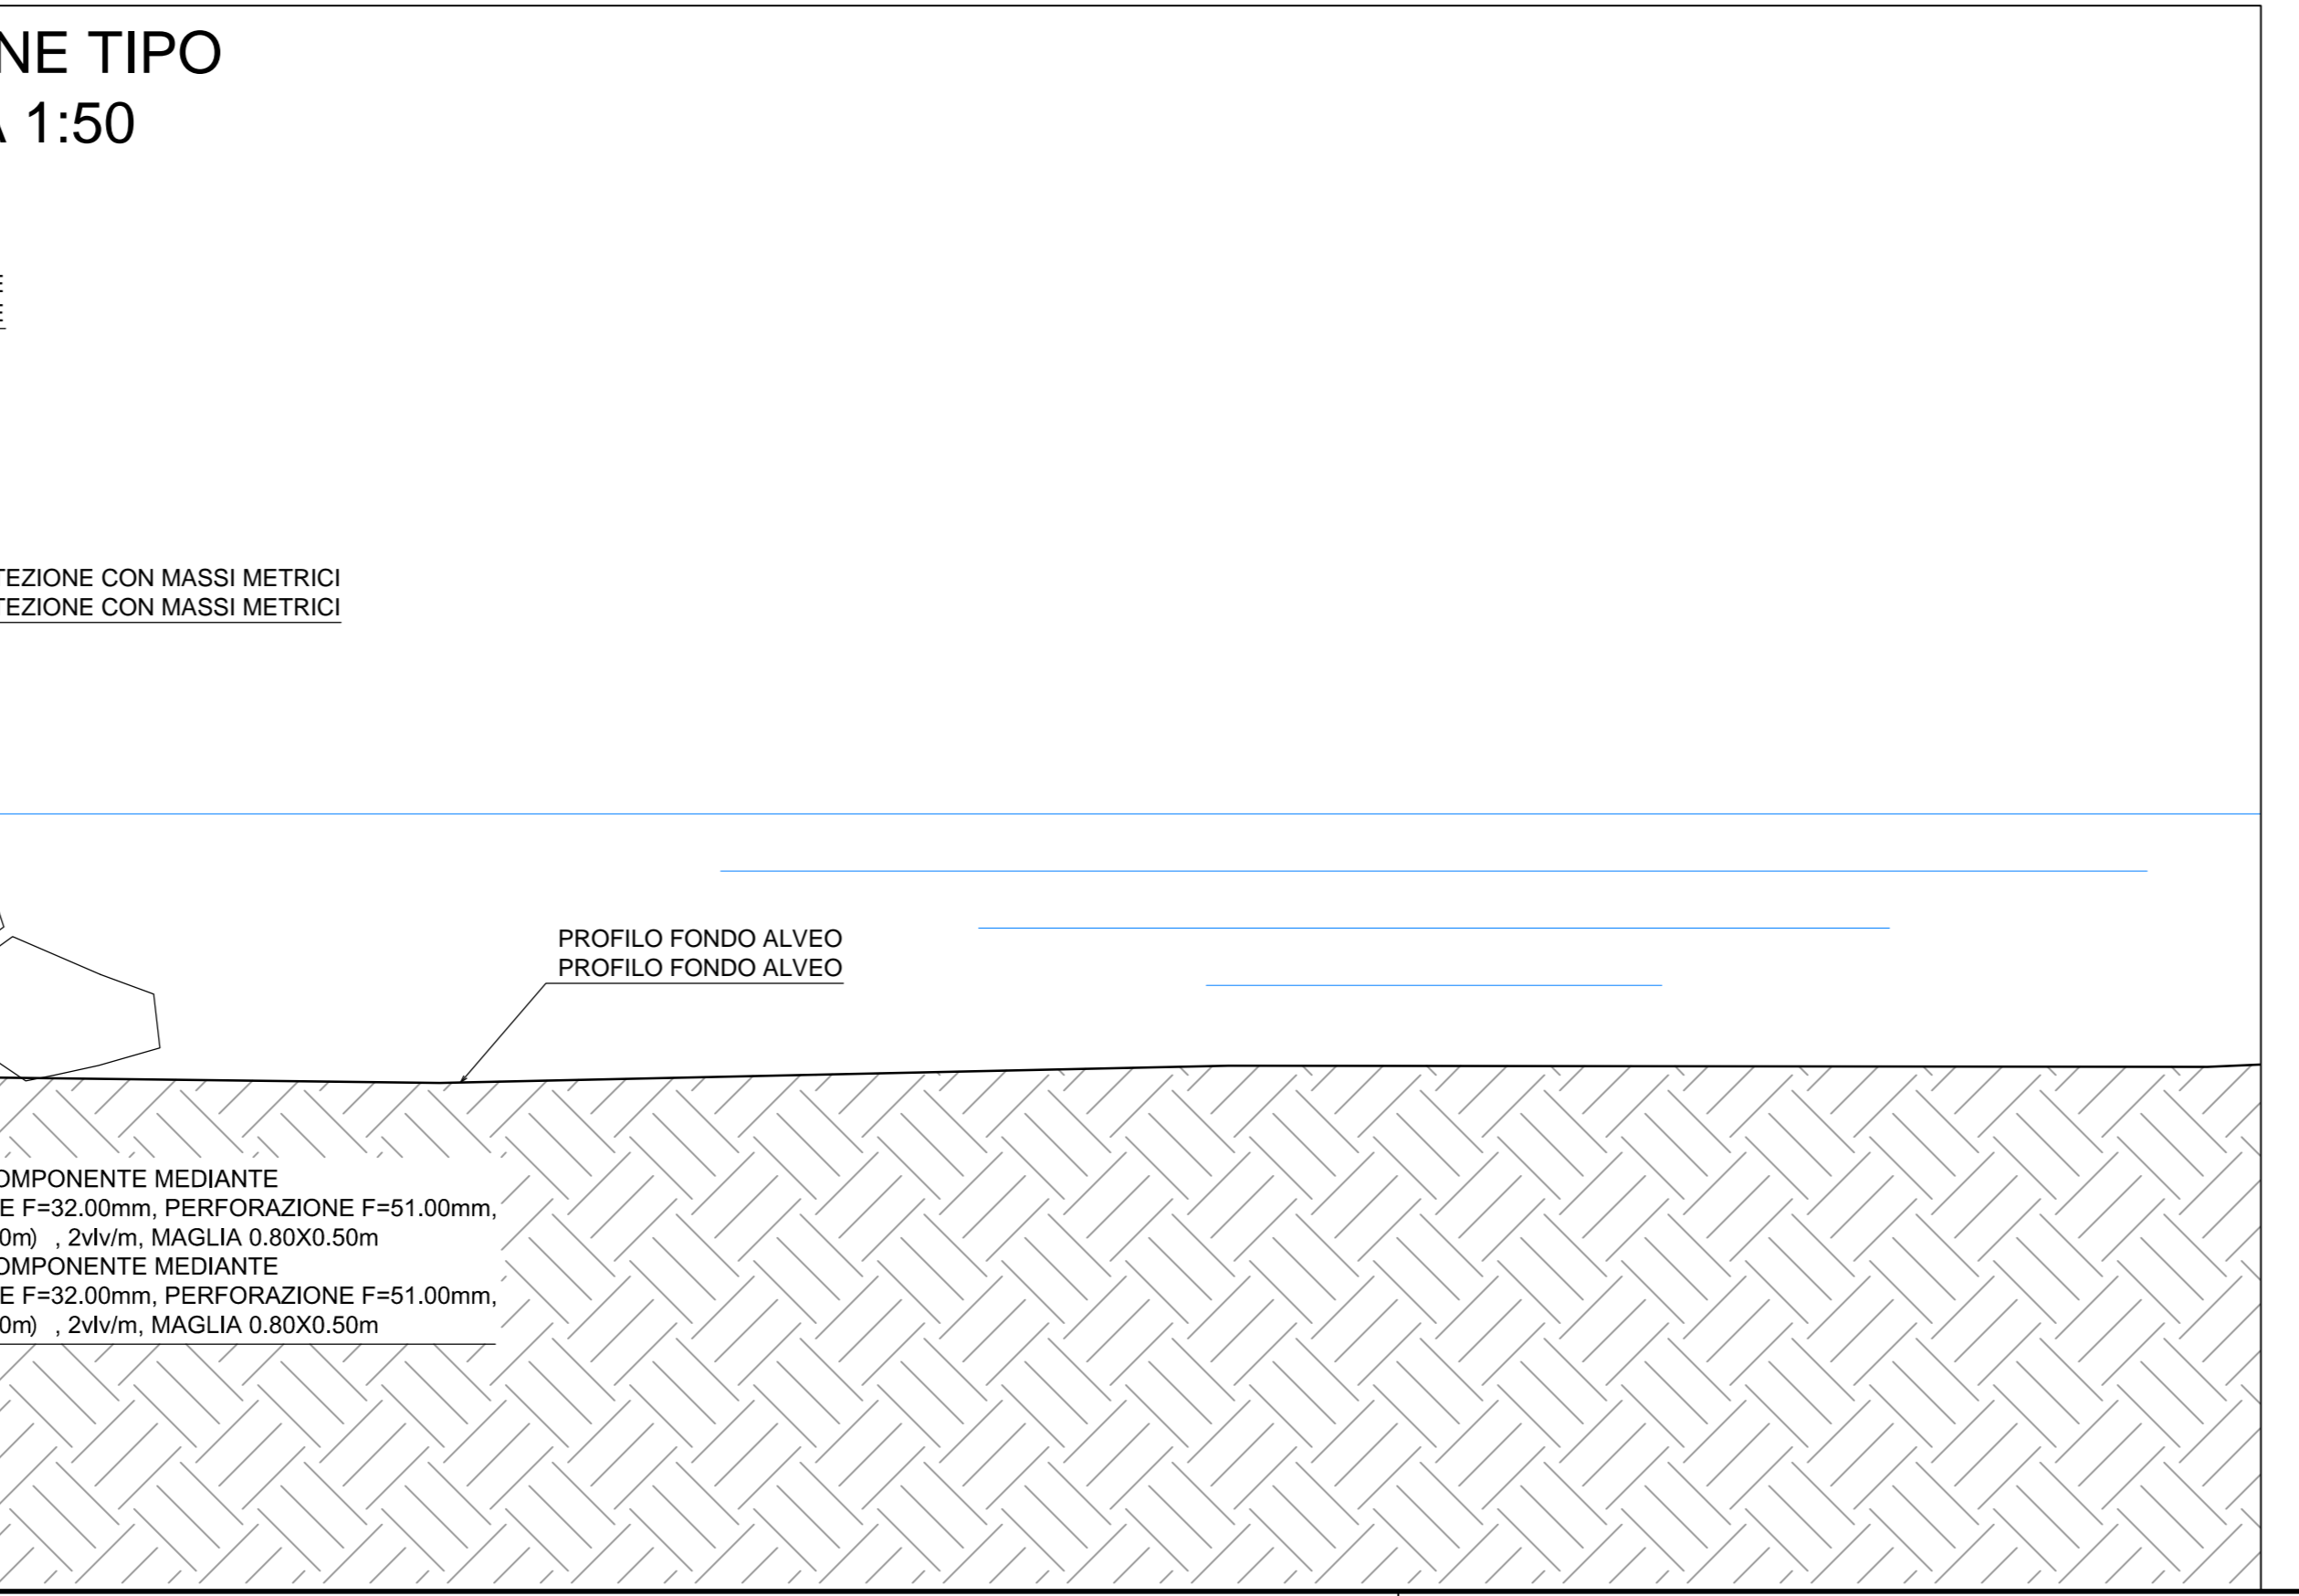 NE TIPO
A 1:50
E
E
TEZIONE CON MASSI METRICI
TEZIONE CON MASSI METRICI
PROFILO FONDO ALVEO
PROFILO FONDO ALVEO
OMPONENTE MEDIANTE
E F=32.00mm, PERFORAZIONE F=51.00mm,
0m) , 2vlv/m, MAGLIA 0.80X0.50m
OMPONENTE MEDIANTE
E F=32.00mm, PERFORAZIONE F=51.00mm,
0m) , 2vlv/m, MAGLIA 0.80X0.50m